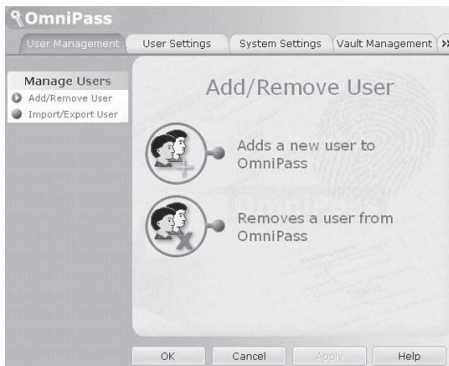 OmniPass
User Management
User Settings
System Settings
Vault Management
Manage Users
Add/Remove User
Import/Export User
Add/Remove User
Adds a new user to
OmniPass
Removes a user from
OmniPass
OmniPass
OK
Cancel
Apply
Help